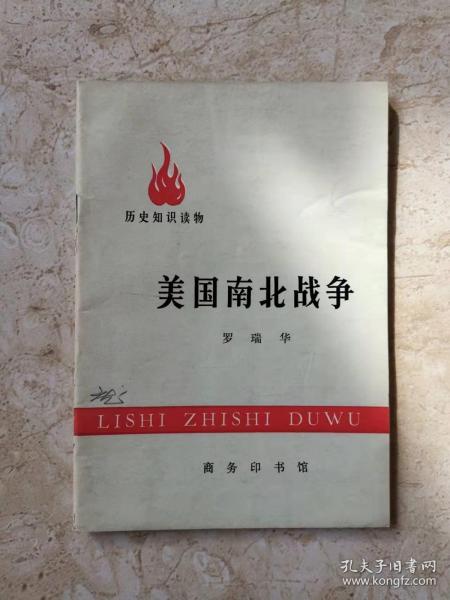 历史知识读物
美国南北战争
罗瑞华
LISHI ZHISHI DUWU
商务印书馆
孔夫子旧书网
www.kongfz.com